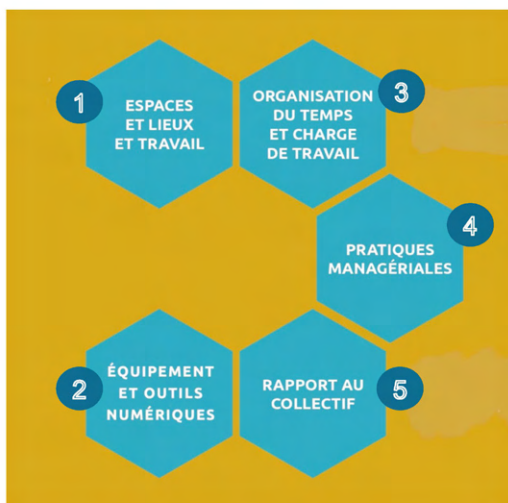 1
ESPACES
ET LIEUX
ET TRAVAIL
2
ÉQUIPEMENT
ET OUTILS
NUMÉRIQUES
3
ORGANISATION
DU TEMPS
ET CHARGE
DE TRAVAIL
4
PRATIQUES
MANAGÉRIALES
5
RAPPORT AU
COLLECTIF